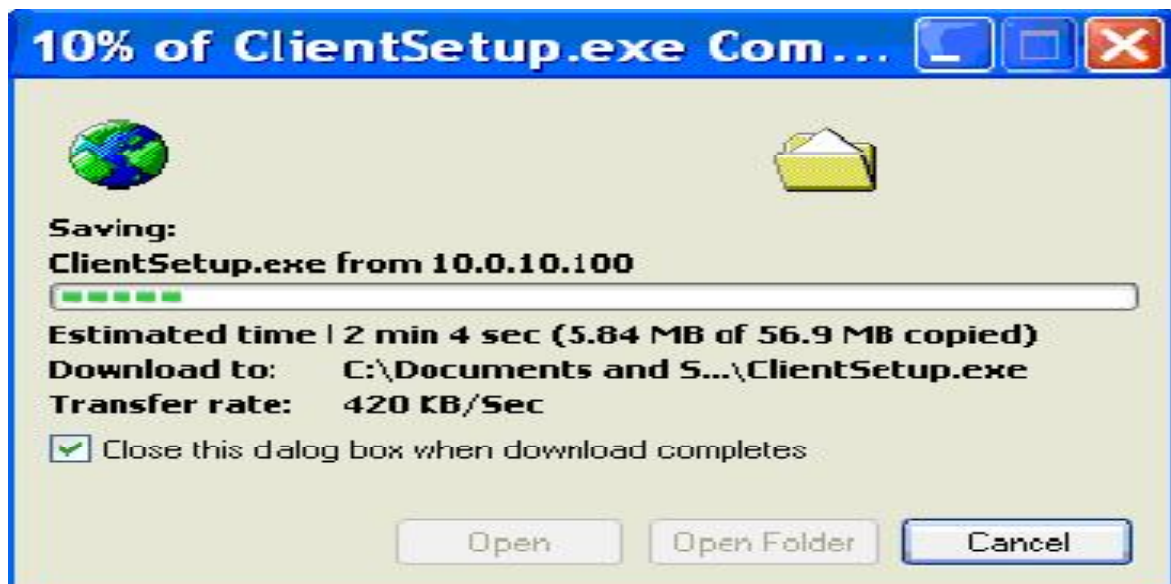 10% of ClientSetup.exe Com...
Saving:
ClientSetup.exe from 10.0.10.100
Estimated time l 2 min 4 sec (5.84 MB of 56.9 MB copied)
Download to: C:\Documents and S...\ClientSetup.exe
Transfer rate: 420 KB/Sec
Close this dialog box when download completes
Open Open Folder Cancel